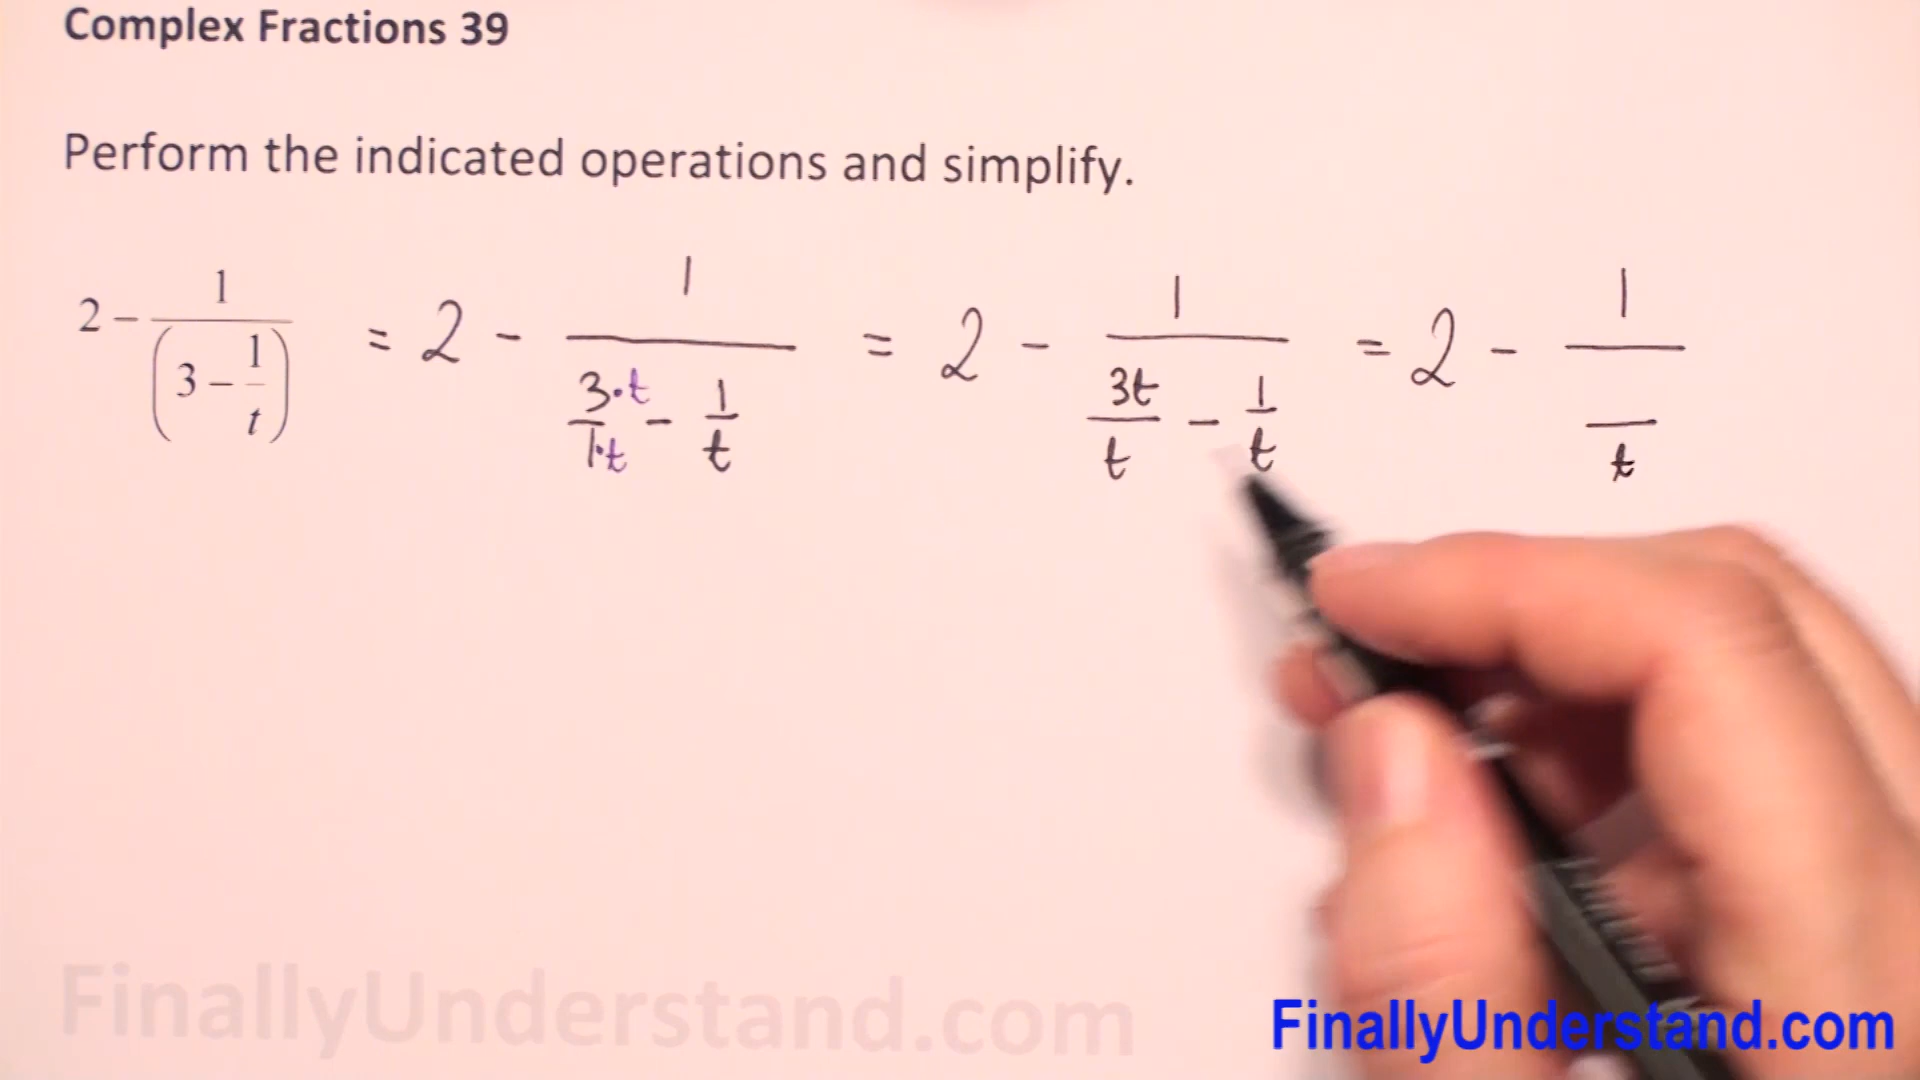 Complex Fractions 39
Perform the indicated operations and simplify.
2 - 1/(3 - 1/t) = 2 - 1/(3·t/1·t - 1/t) = 2 - 1/(3t/t - 1/t) = 2 - 1/( /t)
FinallyUnderstand.com
FinallyUnderstand.com